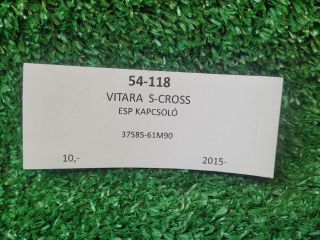 54-118
VITARA S-CROSS
ESP KAPCSOLÓ
37585-61M90
10,- 2015-